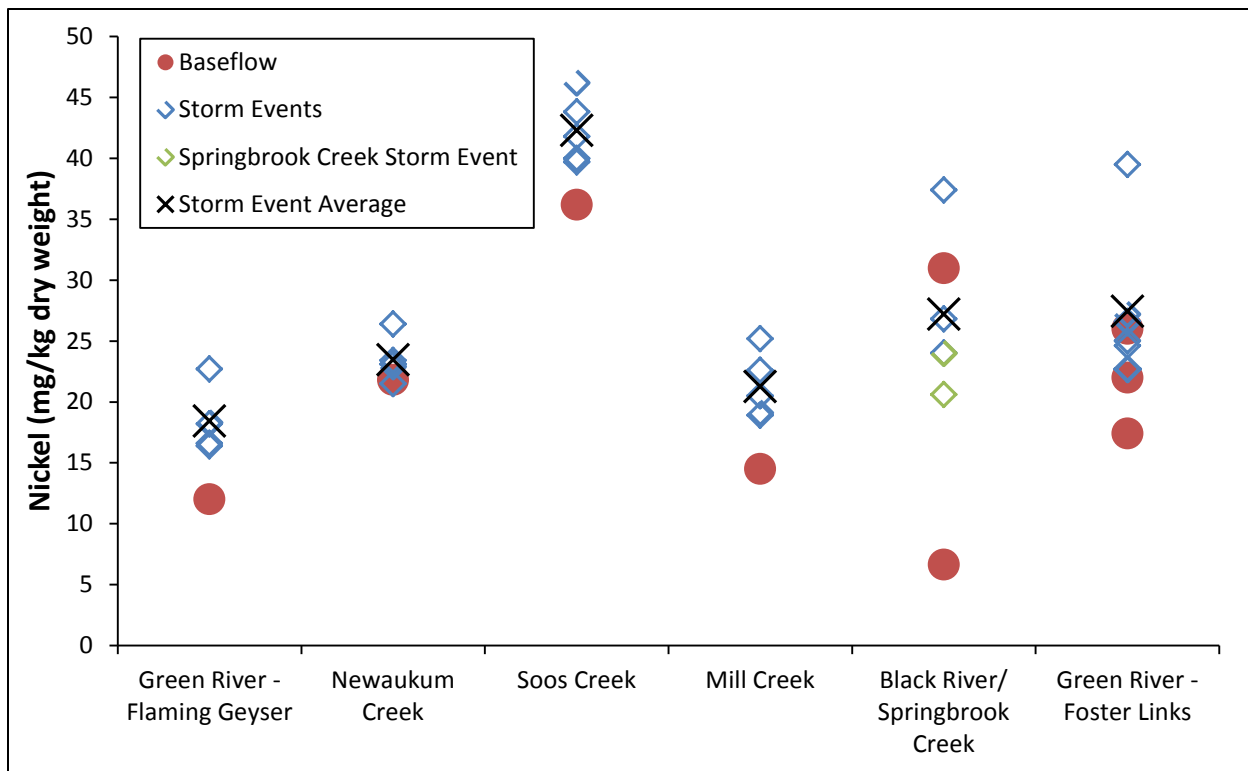 50
45
40
35
30
25
20
15
10
5
0
Nickel (mg/kg dry weight)
Baseflow
Storm Events
Springbrook Creek Storm Event
Storm Event Average
Green River -
Flaming Geyser
Newaukum
Creek
Soos Creek
Mill Creek
Black River/
Springbrook
Creek
Green River -
Foster Links